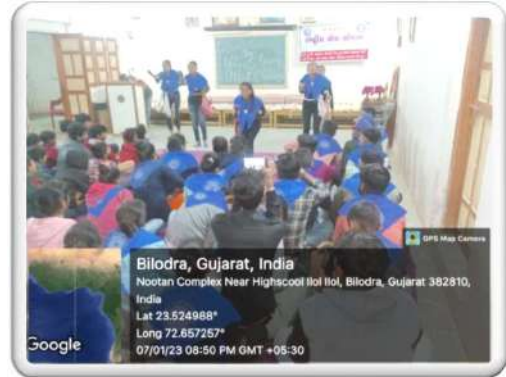 GPS Map Camera
Bilodra, Gujarat, India
Nootan Complex Near Highscool Ilol Ilol, Bilodra, Gujarat 382810,
India
Lat 23.524988°
Long 72.657257°
07/01/23 08:50 PM GMT +05:30
Google